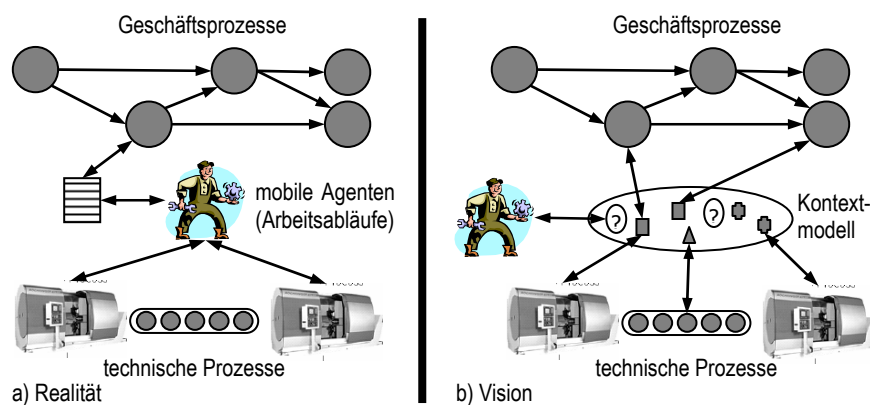 Geschäftsprozesse
mobile Agenten
(Arbeitsabläufe)
technische Prozesse
a) Realität
Geschäftsprozesse
?
?
Kontext-
modell
technische Prozesse
b) Vision